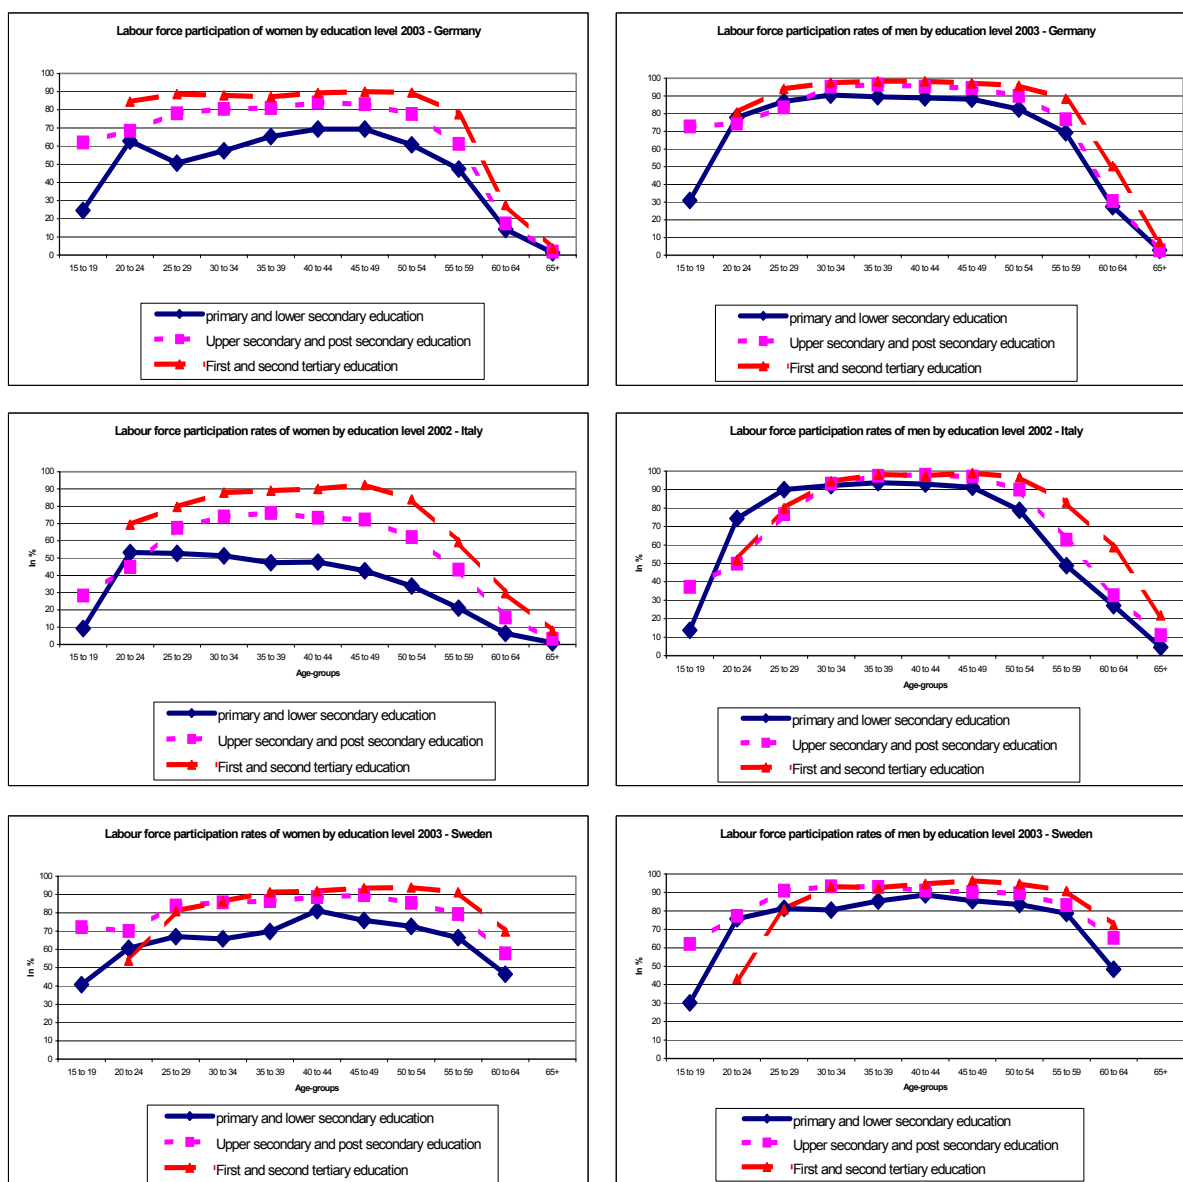 Labour force participation of women by education level 2003 - Germany
100
90
80
70
60
50
40
30
20
10
0
15 to 19 20 to 24 25 to 29 30 to 34 35 to 39 40 to 44 45 to 49 50 to 54 55 to 59 60 to 64 65+
primary and lower secondary education
Upper secondary and post secondary education
'First and second tertiary education
Labour force participation rates of men by education level 2003 - Germany
100
90
80
70
60
50
40
30
20
10
0
15 to 19 20 to 24 25 to 29 30 to 34 35 to 39 40 to 44 45 to 49 50 to 54 55 to 59 60 to 64 65+
primary and lower secondary education
Upper secondary and post secondary education
'First and second tertiary education
Labour force participation rates of women by education level 2002 - Italy
In %
100
90
80
70
60
50
40
30
20
10
0
15 to 19 20 to 24 25 to 29 30 to 34 35 to 39 40 to 44 45 to 49 50 to 54 55 to 59 60 to 64 65+
Age-groups
primary and lower secondary education
Upper secondary and post secondary education
'First and second tertiary education
Labour force participation rates of men by education level 2002 - Italy
In %
100
90
80
70
60
50
40
30
20
10
0
15 to 19 20 to 24 25 to 29 30 to 34 35 to 39 40 to 44 45 to 49 50 to 54 55 to 59 60 to 64 65+
Age-groups
primary and lower secondary education
Upper secondary and post secondary education
'First and second tertiary education
Labour force participation rates of women by education level 2003 - Sweden
In %
100
90
80
70
60
50
40
30
20
10
0
15 to 19 20 to 24 25 to 29 30 to 34 35 to 39 40 to 44 45 to 49 50 to 54 55 to 59 60 to 64 65+
Age-groups
primary and lower secondary education
Upper secondary and post secondary education
'First and second tertiary education
Labour force participation rates of men by education level 2003 - Sweden
In %
100
90
80
70
60
50
40
30
20
10
0
15 to 19 20 to 24 25 to 29 30 to 34 35 to 39 40 to 44 45 to 49 50 to 54 55 to 59 60 to 64 65+
Age-groups
primary and lower secondary education
Upper secondary and post secondary education
'First and second tertiary education